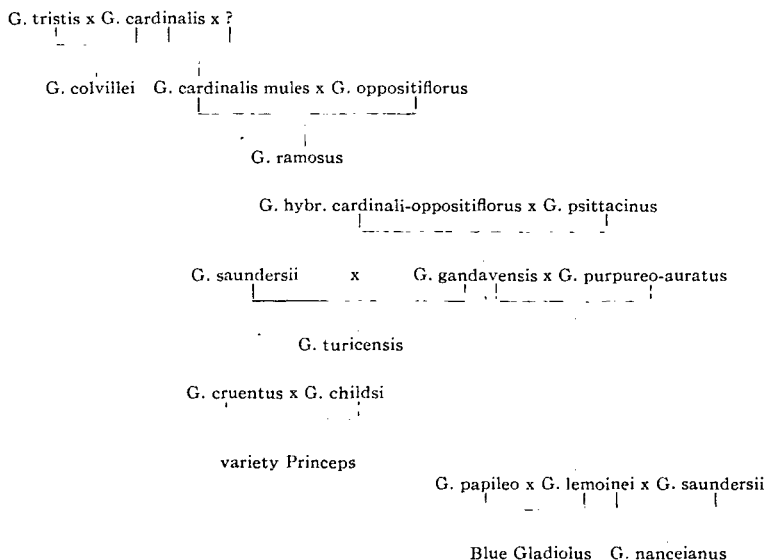 G. tristis x G. cardinalis x ?
G. colvillei G. cardinalis mules x G. oppositiflorus
G. ramosus
G. hybr. cardinali-oppositiflorus x G. psittacinus
G. saundersii x G. gandavensis x G. purpureo-auratus
G. turicensis
G. cruentus x G. childsi
variety Princeps
G. papileo x G. lemoinei x G. saundersii
Blue Gladiolus G. nanceianus